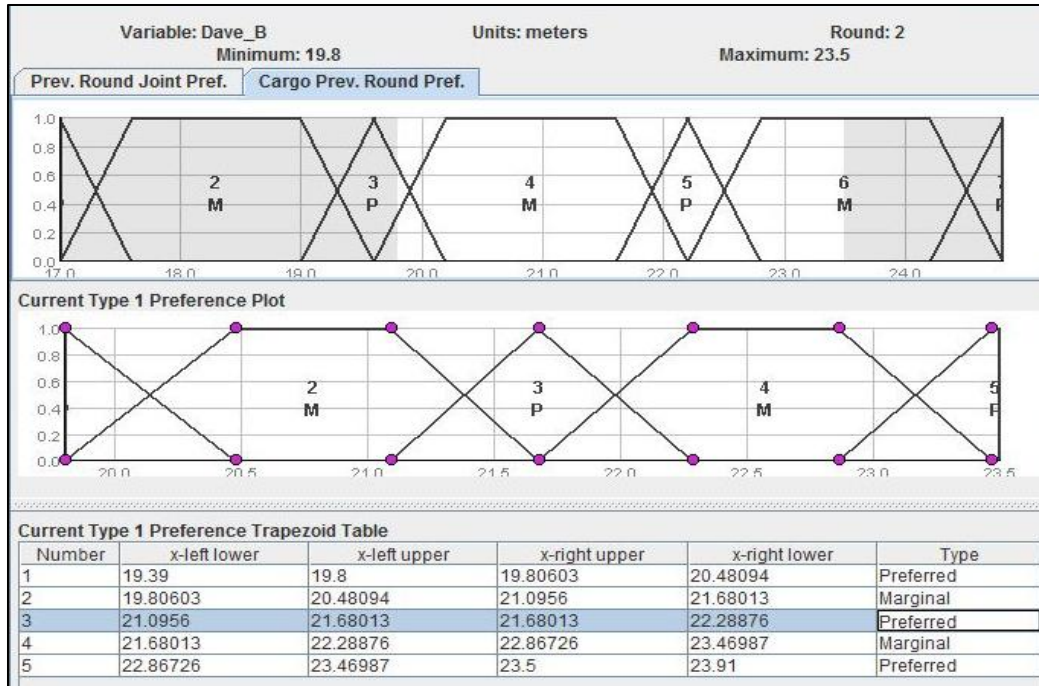 Variable: Dave_B Units: meters Round: 2
Minimum: 19.8 Maximum: 23.5
Prev. Round Joint Pref. Cargo Prev. Round Pref.
1.0
0.8
0.6
0.4
0.2
0.0
2 3 4 5 6 7
M P M P M P
17.0 18.0 19.0 20.0 21.0 22.0 23.0 24.0
Current Type 1 Preference Plot
1.0
0.8
0.6
0.4
0.2
0.0
2 3 4 5
M P M P
20.0 20.5 21.0 21.5 22.0 22.5 23.0 23.5
Current Type 1 Preference Trapezoid Table
Number x-left lower x-left upper x-right upper x-right lower Type
1 19.39 19.8 19.80603 20.48094 Preferred
2 19.80603 20.48094 21.0956 21.68013 Marginal
3 21.0956 21.68013 21.68013 22.28876 Preferred
4 21.68013 22.28876 22.86726 23.46987 Marginal
5 22.86726 23.46987 23.5 23.91 Preferred